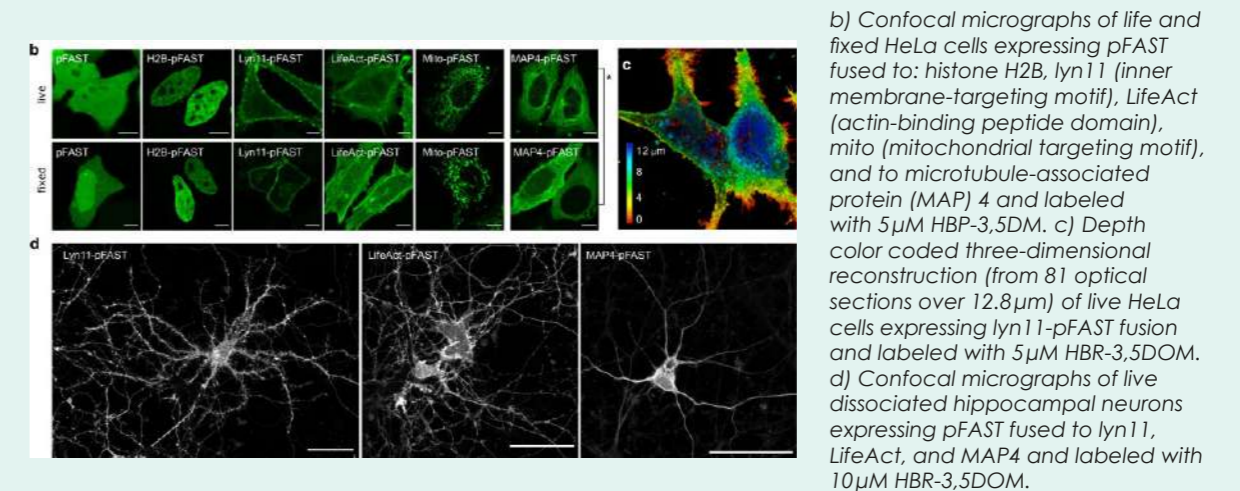 b
pFAST H2B-pFAST Lyn11-pFAST LifeAct-pFAST Mito-pFAST MAP4-pFAST
live
*
pFAST H2B-pFAST Lyn11-pFAST LifeAct-pFAST Mito-pFAST MAP4-pFAST
fixed
c
12 µm
8
4
0
d
Lyn11-pFAST LifeAct-pFAST MAP4-pFAST
b) Confocal micrographs of life and
fixed HeLa cells expressing pFAST
fused to: histone H2B, lyn11 (inner
membrane-targeting motif), LifeAct
(actin-binding peptide domain),
mito (mitochondrial targeting motif),
and to microtubule-associated
protein (MAP) 4 and labeled
with 5µM HBP-3,5DM. c) Depth
color coded three-dimensional
reconstruction (from 81 optical
sections over 12.8µm) of live HeLa
cells expressing lyn11-pFAST fusion
and labeled with 5µM HBR-3,5DOM.
d) Confocal micrographs of live
dissociated hippocampal neurons
expressing pFAST fused to lyn11,
LifeAct, and MAP4 and labeled with
10µM HBR-3,5DOM.